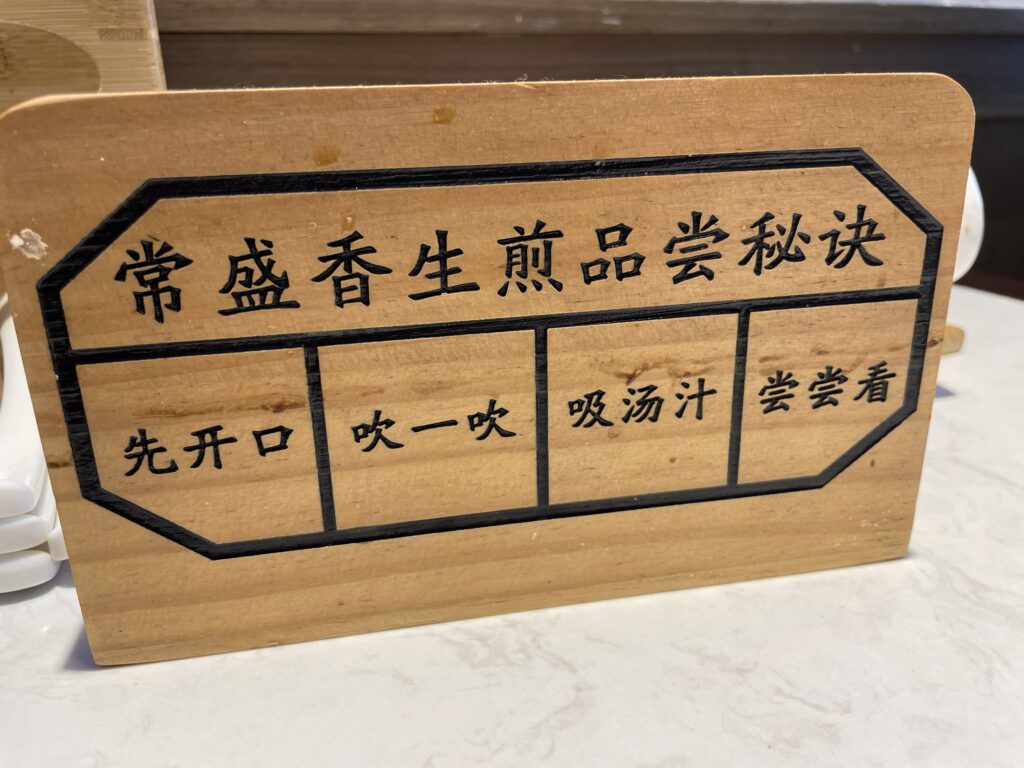 常盛香生煎品尝秘诀
先开口
吹一吹
吸汤汁
尝尝看